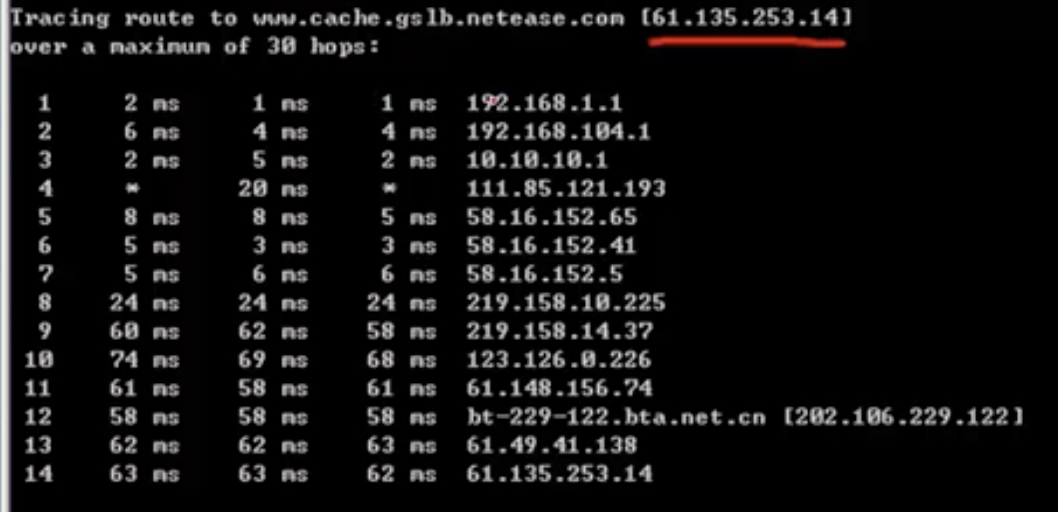 Tracing route to www.cache.gslb.netease.com [61.135.253.14]
over a maximum of 30 hops:
1 2 ms 1 ms 1 ms 192.168.1.1
2 6 ms 4 ms 4 ms 192.168.104.1
3 2 ms 5 ms 2 ms 10.10.10.1
4 * 20 ms * 111.85.121.193
5 8 ms 8 ms 5 ms 58.16.152.65
6 5 ms 3 ms 3 ms 58.16.152.41
7 5 ms 6 ms 6 ms 58.16.152.5
8 24 ms 24 ms 24 ms 219.158.10.225
9 60 ms 62 ms 58 ms 219.158.14.37
10 74 ms 69 ms 68 ms 123.126.0.226
11 61 ms 58 ms 61 ms 61.148.156.74
12 58 ms 58 ms 58 ms bt-229-122.bta.net.cn [202.106.229.122]
13 62 ms 62 ms 63 ms 61.49.41.138
14 63 ms 63 ms 62 ms 61.135.253.14